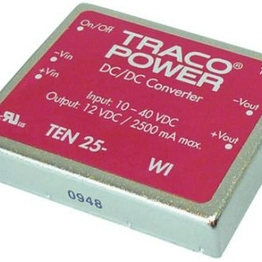 On/Off
TRACO®
POWER
-Vin
+Vin
DC/DC Converter
Input: 10 – 40 VDC
Output: 12 VDC / 2500 mA max.
-Vout
+Vout
TEN 25-
WI
0948